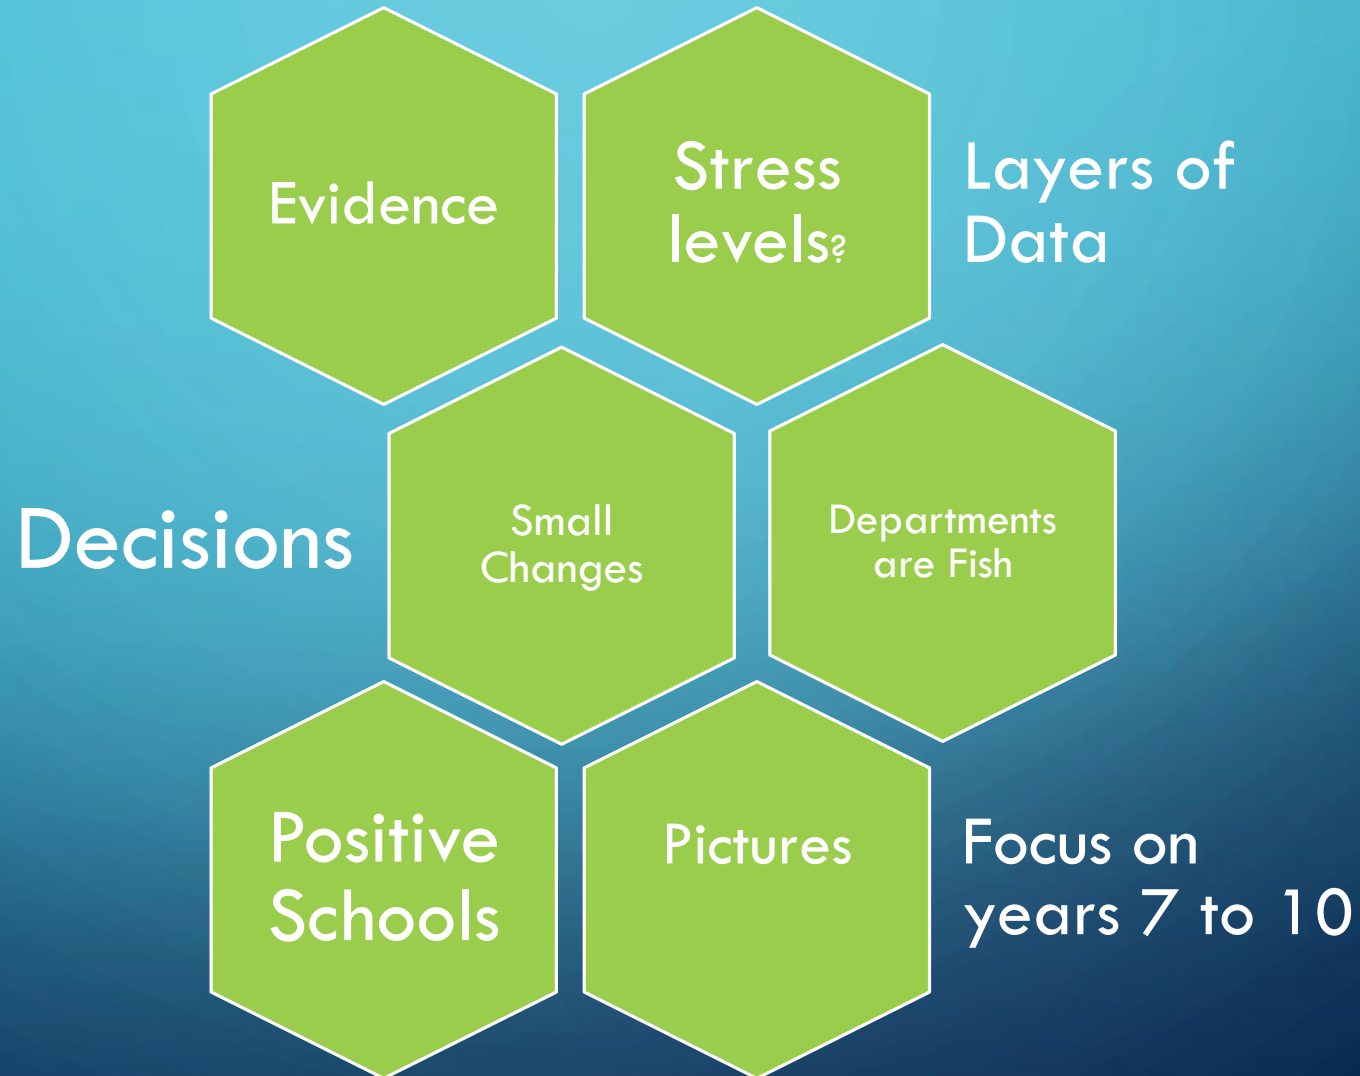 Evidence
Stress
levels?
Layers of
Data
Decisions
Small
Changes
Departments
are Fish
Positive
Schools
Pictures
Focus on
years 7 to 10